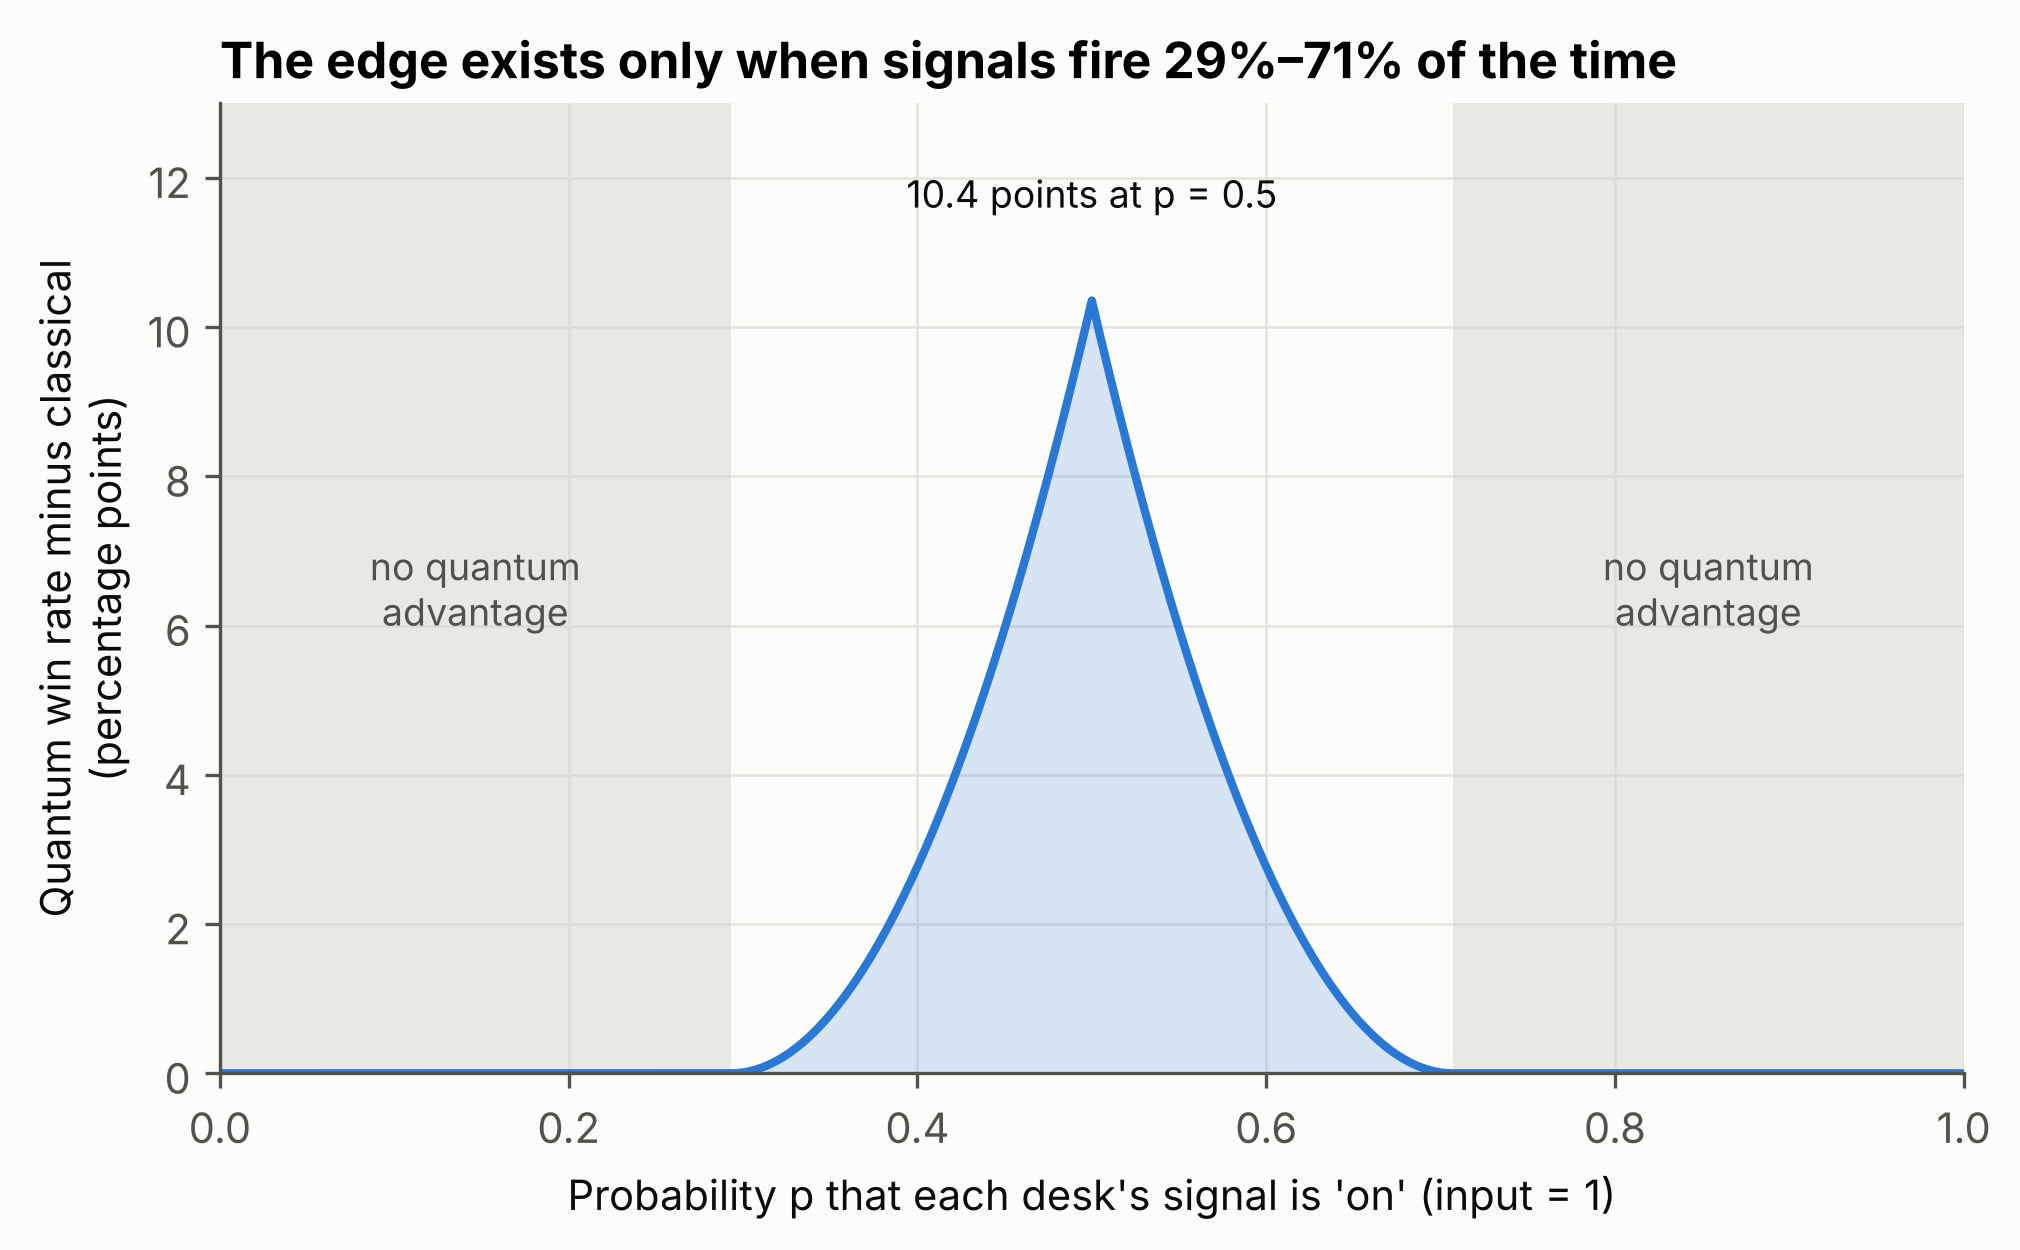 The edge exists only when signals fire 29%–71% of the time
Quantum win rate minus classical
(percentage points)
12
10
8
6
4
2
0
10.4 points at p = 0.5
no quantum
advantage
no quantum
advantage
0.0
0.2
0.4
0.6
0.8
1.0
Probability p that each desk's signal is 'on' (input = 1)